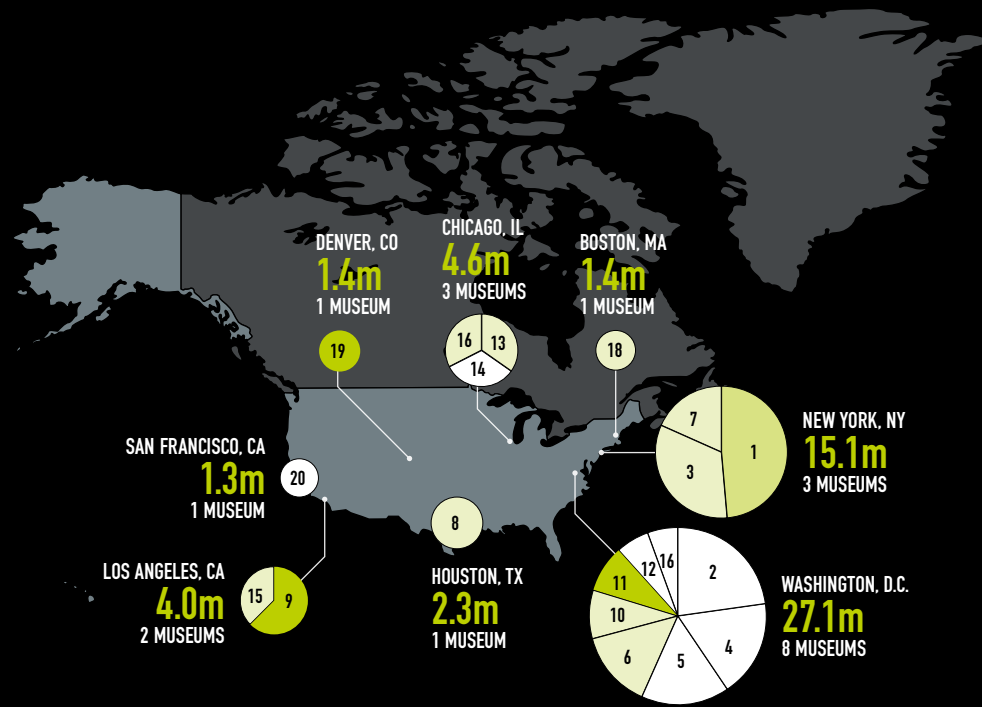 DENVER, CO
1.4m
1 MUSEUM
19
CHICAGO, IL
4.6m
3 MUSEUMS
16
13
14
BOSTON, MA
1.4m
1 MUSEUM
18
NEW YORK, NY
15.1m
3 MUSEUMS
7
1
3
SAN FRANCISCO, CA
1.3m
1 MUSEUM
20
8
HOUSTON, TX
2.3m
1 MUSEUM
LOS ANGELES, CA
4.0m
2 MUSEUMS
15
9
WASHINGTON, D.C.
27.1m
8 MUSEUMS
12
16
2
11
10
4
6
5